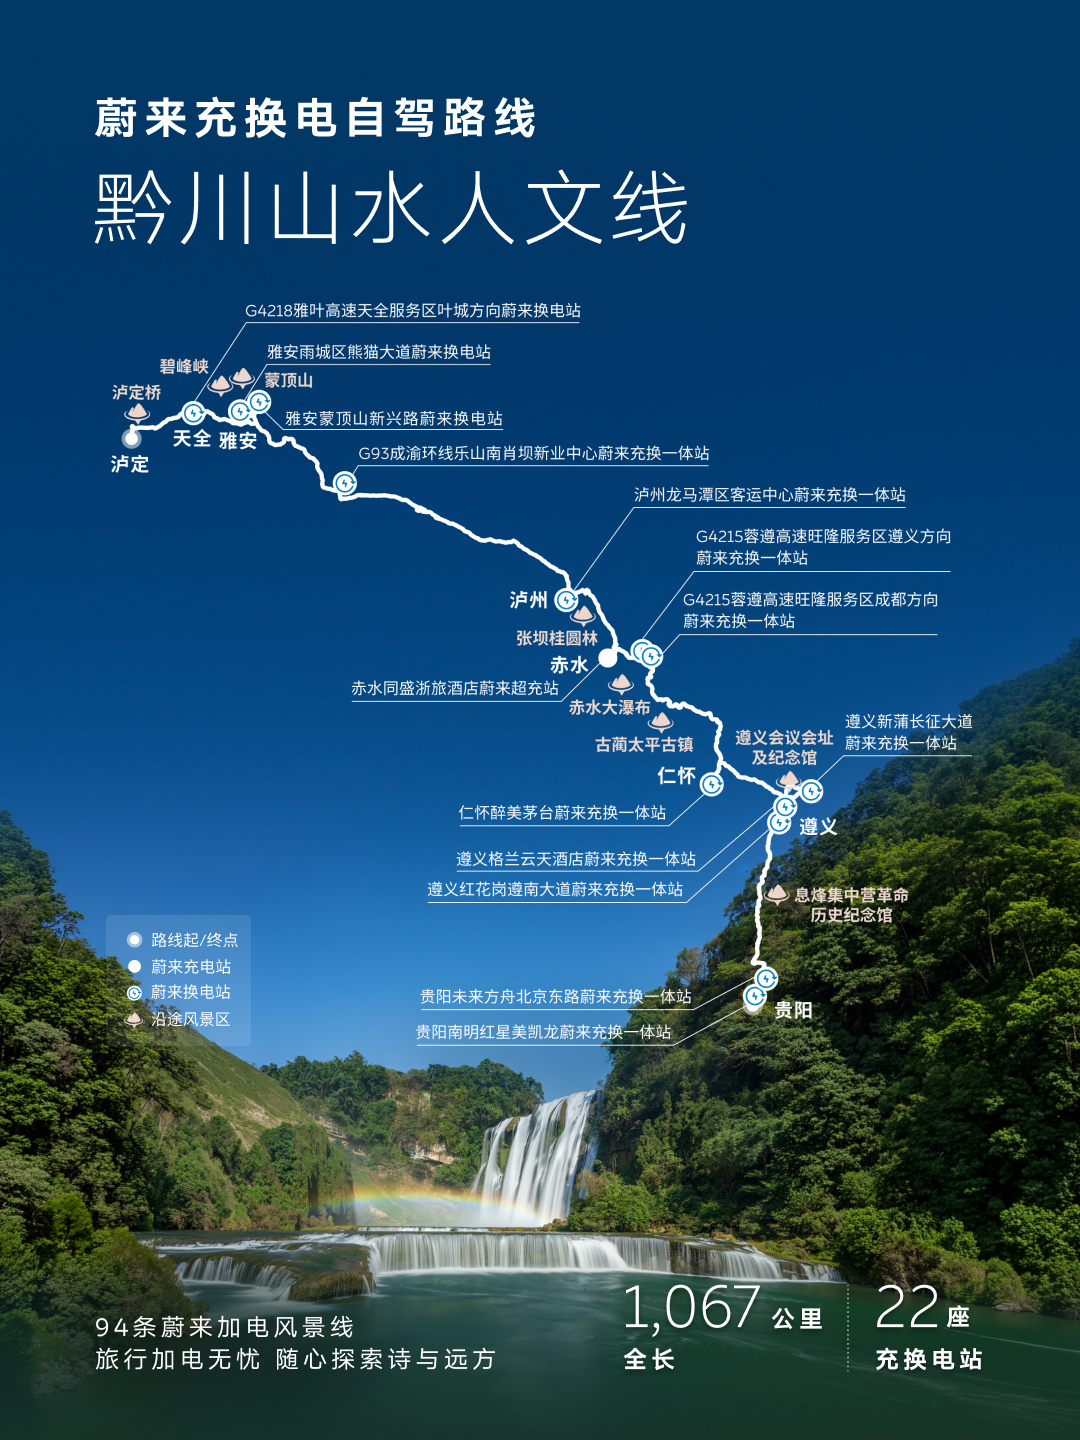 蔚来充换电自驾路线
黔川山水人文线
G4218雅叶高速天全服务区叶城方向蔚来换电站
雅安雨城区熊猫大道蔚来换电站
碧峰峡
蒙顶山
泸定桥
雅安蒙顶山新兴路蔚来换电站
天全
雅安
泸定
G93成渝环线乐山南肖坝新业中心蔚来充换一体站
泸州龙马潭区客运中心蔚来充换一体站
G4215蓉遵高速旺隆服务区遵义方向
蔚来充换一体站
G4215蓉遵高速旺隆服务区成都方向
蔚来充换一体站
泸州
张坝桂圆林
赤水
赤水同盛浙旅酒店蔚来超充站
赤水大瀑布
古蔺太平古镇
遵义会议会址
及纪念馆
遵义新蒲长征大道
蔚来充换一体站
仁怀
仁怀醉美茅台蔚来充换一体站
遵义
遵义格兰云天酒店蔚来充换一体站
遵义红花岗遵南大道蔚来充换一体站
息烽集中营革命
历史纪念馆
路线起/终点
蔚来充电站
蔚来换电站
沿途风景区
贵阳未来方舟北京东路蔚来充换一体站
贵阳
贵阳南明红星美凯龙蔚来充换一体站
94条蔚来加电风景线
旅行加电无忧 随心探索诗与远方
1,067 公里
全长
22座
充换电站